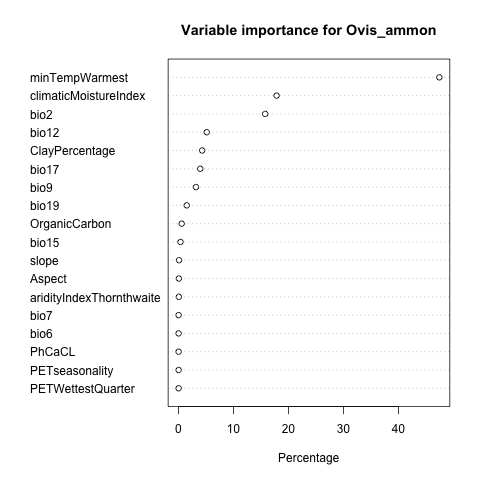 Variable importance for Ovis_ammon
minTempWarmest
climaticMoistureIndex
bio2
bio12
ClayPercentage
bio17
bio9
bio19
OrganicCarbon
bio15
slope
Aspect
aridityIndexThornthwaite
bio7
bio6
PhCaCL
PETseasonality
PETWettestQuarter
0 10 20 30 40
Percentage